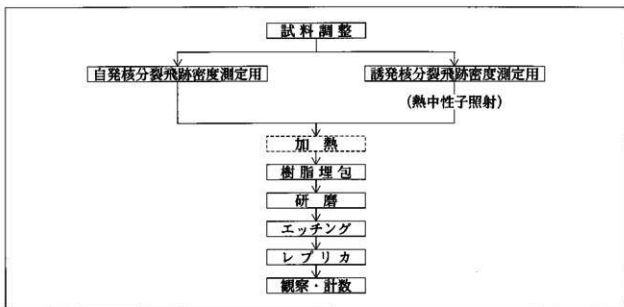 試料調整
自発核分裂飛跡密度測定用
誘発核分裂飛跡密度測定用
(熱中性子照射)
加熱
樹脂埋包
研磨
エッチング
レプリカ
観察・計数